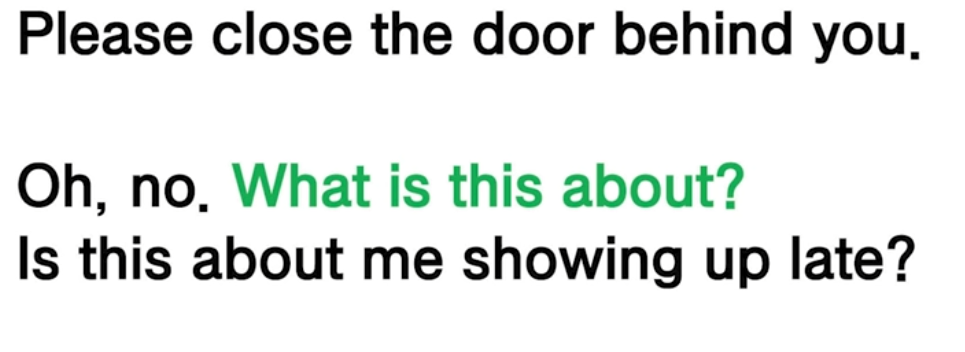 Please close the door behind you.
Oh, no. What is this about?
Is this about me showing up late?